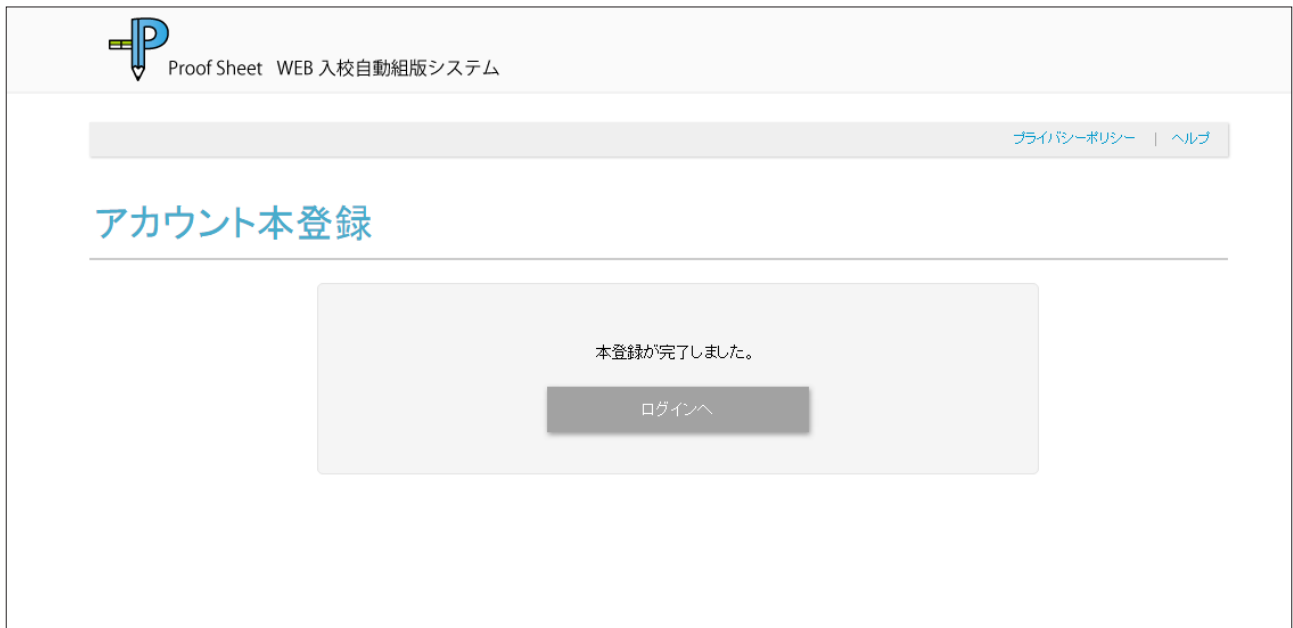 Proof Sheet WEB 入校自動組版システム
プライバシーポリシー | ヘルプ
アカウント本登録
本登録が完了しました。
ログインへ